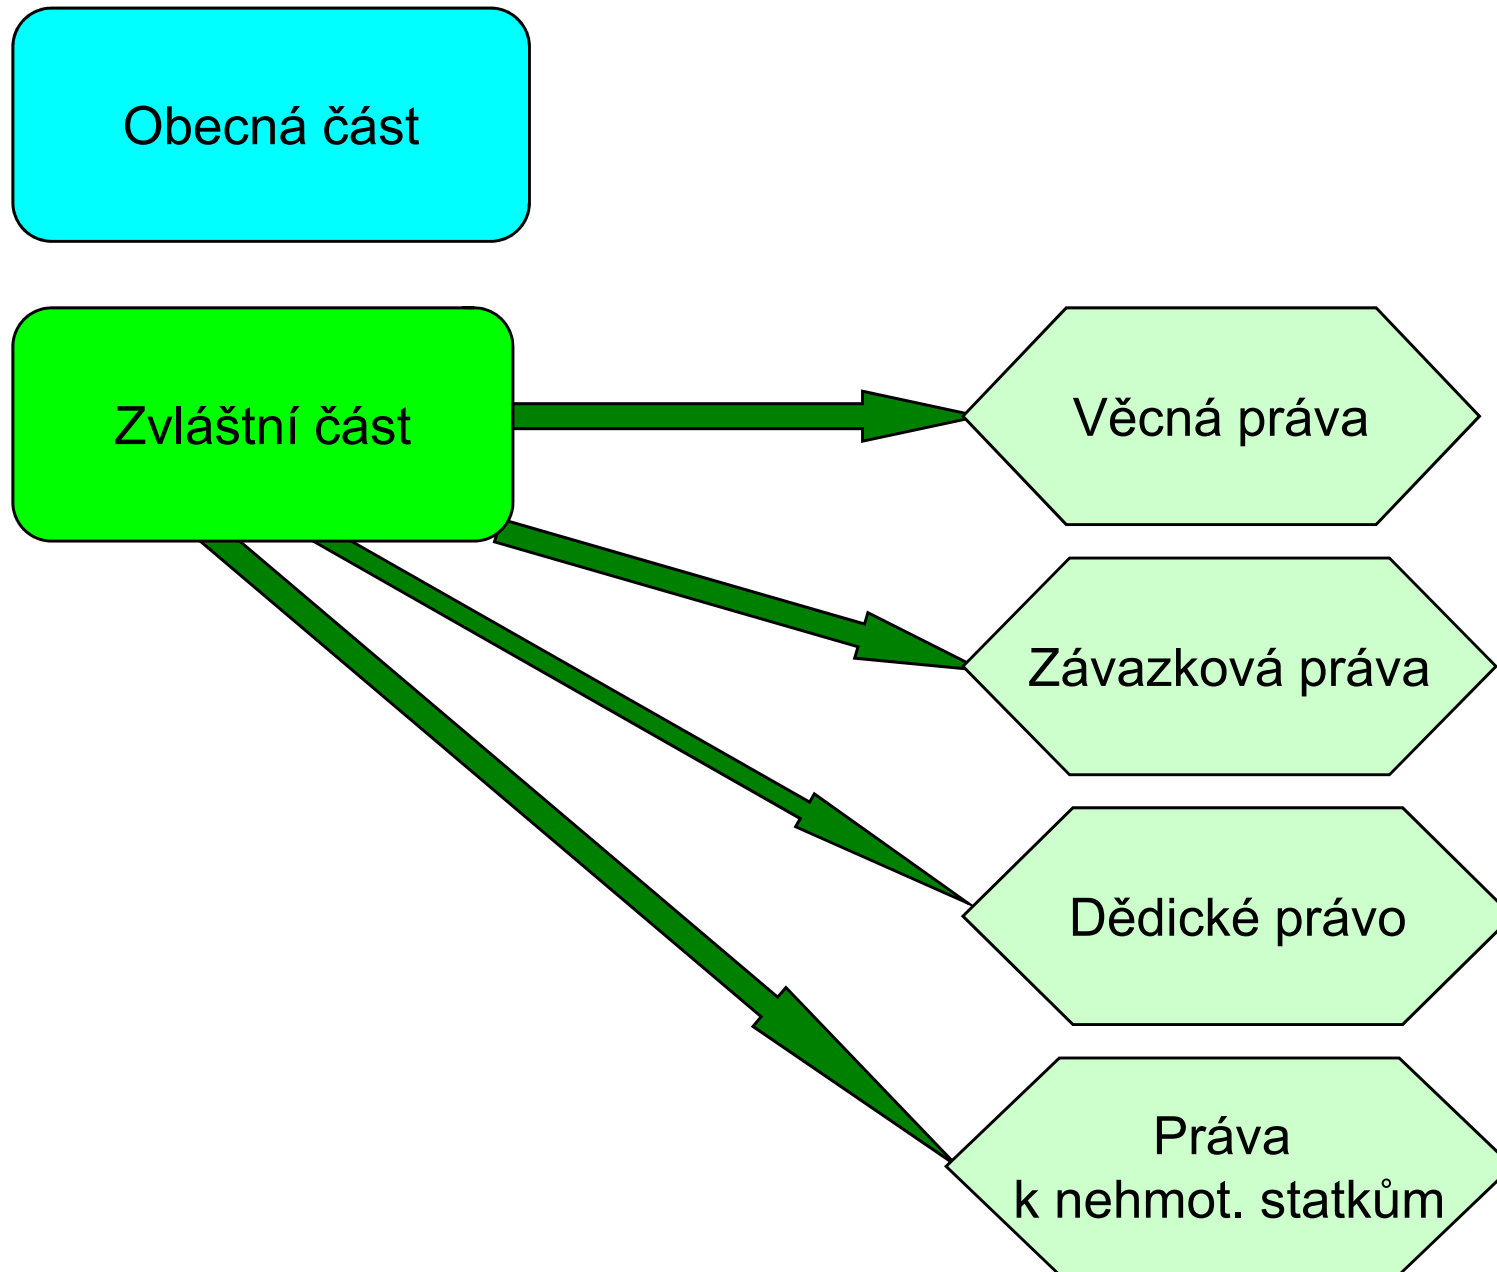 Obecná část
Zvláštní část
Věcná práva
Závazková práva
Dědické právo
Práva
k nehmot. statkům